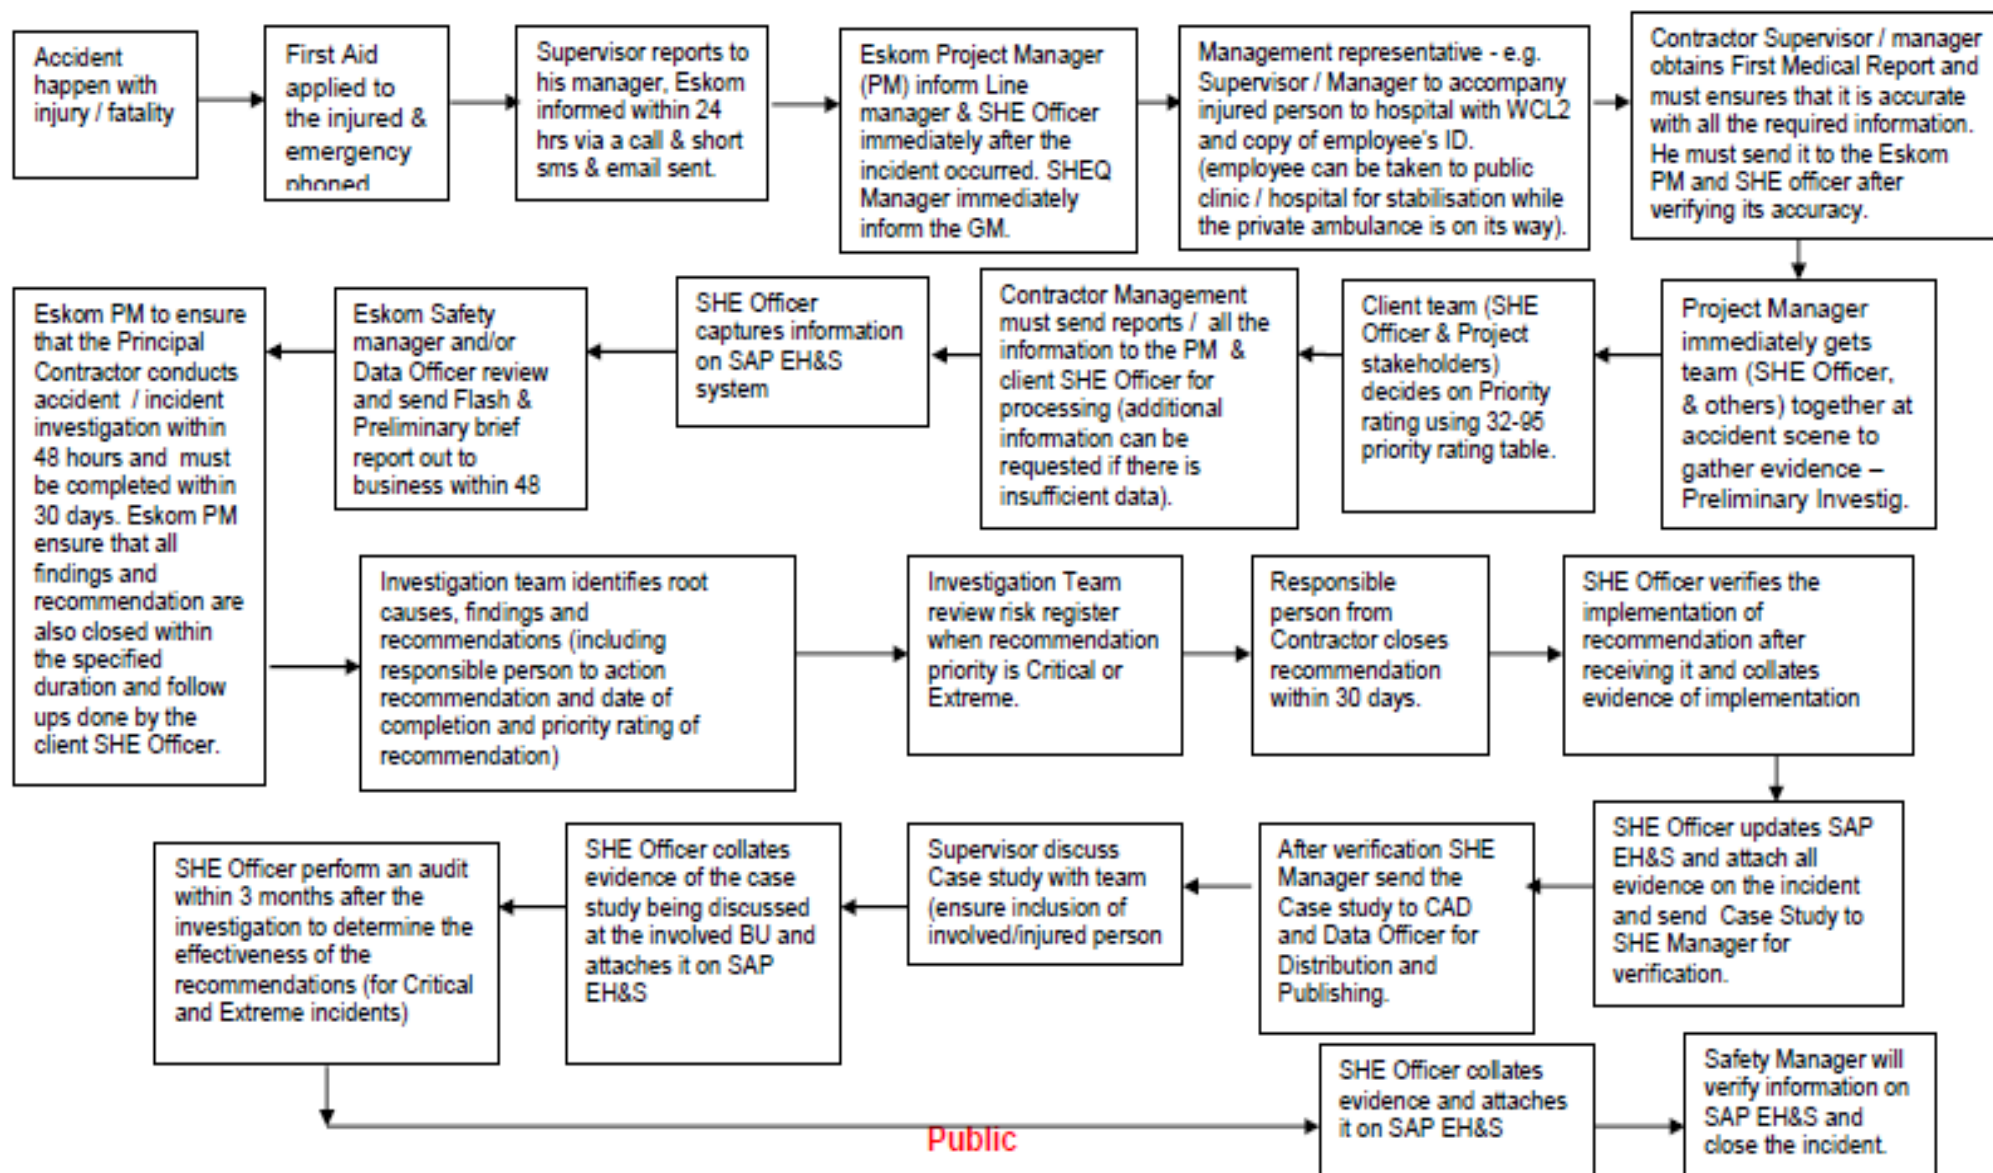 Accident
happen with
injury / fatality
First Aid
applied to
the injured &
emergency
phoned
Supervisor reports to
his manager, Eskom
informed within 24
hrs via a call & short
sms & email sent.
Eskom Project Manager
(PM) inform Line
manager & SHE Officer
immediately after the
incident occurred. SHEQ
Manager immediately
inform the GM.
Management representative - e.g.
Supervisor / Manager to accompany
injured person to hospital with WCL2
and copy of employee's ID.
(employee can be taken to public
clinic / hospital for stabilisation while
the private ambulance is on its way).
Contractor Supervisor / manager
obtains First Medical Report and
must ensures that it is accurate
with all the required information.
He must send it to the Eskom
PM and SHE officer after
verifying its accuracy.
Project Manager
immediately gets
team (SHE Officer,
& others) together at
accident scene to
gather evidence –
Preliminary Investig.
Client team (SHE
Officer & Project
stakeholders)
decides on Priority
rating using 32-95
priority rating table.
Contractor Management
must send reports / all the
information to the PM &
client SHE Officer for
processing (additional
information can be
requested if there is
insufficient data).
SHE Officer
captures information
on SAP EH&S
system
Eskom Safety
manager and/or
Data Officer review
and send Flash &
Preliminary brief
report out to
business within 48
Eskom PM to ensure
that the Principal
Contractor conducts
accident / incident
investigation within
48 hours and must
be completed within
30 days. Eskom PM
ensure that all
findings and
recommendation are
also closed within
the specified
duration and follow
ups done by the
client SHE Officer.
Investigation team identifies root
causes, findings and
recommendations (including
responsible person to action
recommendation and date of
completion and priority rating of
recommendation)
Investigation Team
review risk register
when recommendation
priority is Critical or
Extreme.
Responsible
person from
Contractor closes
recommendation
within 30 days.
SHE Officer verifies the
implementation of
recommendation after
receiving it and collates
evidence of implementation
SHE Officer updates SAP
EH&S and attach all
evidence on the incident
and send Case Study to
SHE Manager for
verification.
After verification SHE
Manager send the
Case study to CAD
and Data Officer for
Distribution and
Publishing.
Supervisor discuss
Case study with team
(ensure inclusion of
involved/injured person
SHE Officer collates
evidence of the case
study being discussed
at the involved BU and
attaches it on SAP
EH&S
SHE Officer perform an audit
within 3 months after the
investigation to determine the
effectiveness of the
recommendations (for Critical
and Extreme incidents)
SHE Officer collates
evidence and attaches
it on SAP EH&S
Safety Manager will
verify information on
SAP EH&S and
close the incident.
Public